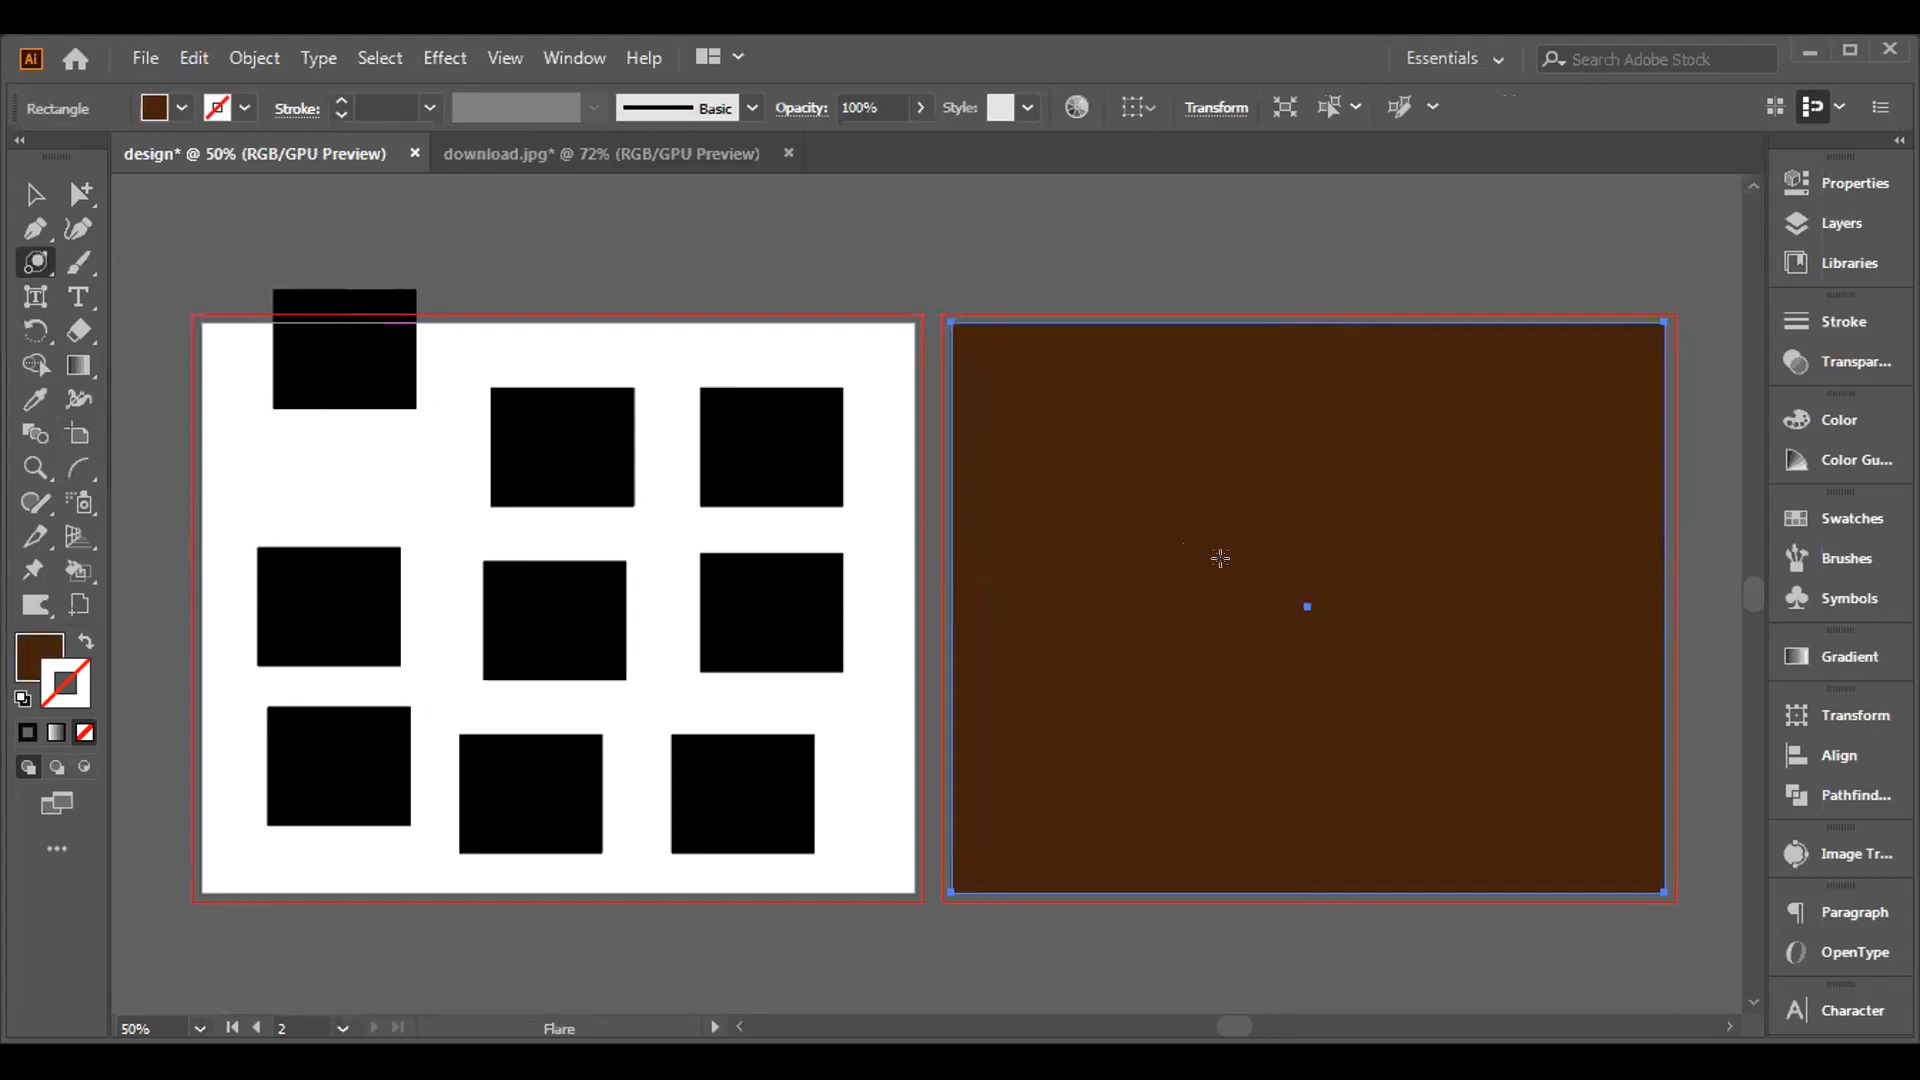 Ai File Edit Object Type Select Effect View Window Help Essentials Search Adobe Stock
Rectangle Stroke: Basic Opacity: 100% Style: Transform
design* @ 50% (RGB/GPU Preview) × download.jpg* @ 72% (RGB/GPU Preview) ×
Properties
Layers
Libraries
Stroke
Transpar...
Color
Color Gu...
Swatches
Brushes
Symbols
Gradient
Transform
Align
Pathfind...
Image Tr...
Paragraph
OpenType
Character
50% 2 Flare